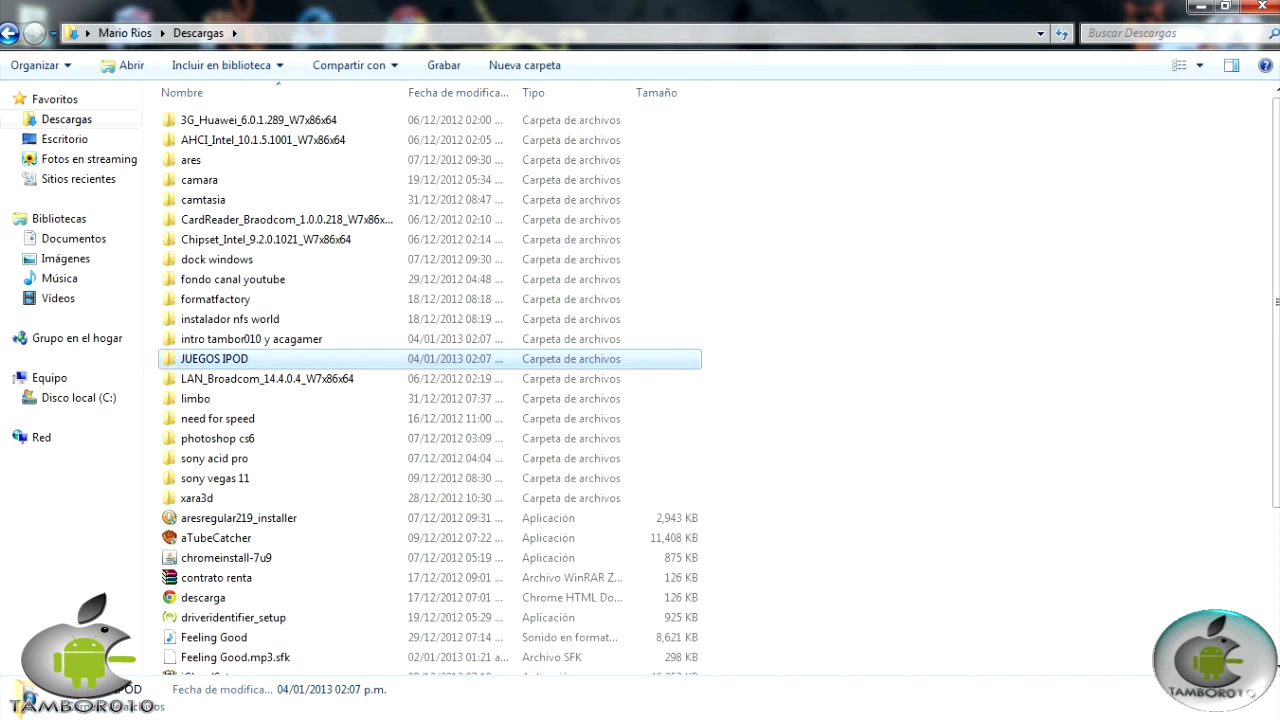 Mario Rios Descargas Buscar Descargas
Organizar Abrir Incluir en biblioteca Compartir con Grabar Nueva carpeta
Nombre Fecha de modifica... Tipo Tamaño
Favoritos
Descargas
Escritorio
Fotos en streaming
Sitios recientes
Bibliotecas
Documentos
Imágenes
Música
Vídeos
Grupo en el hogar
Equipo
Disco local (C:)
Red
3G_Huawei_6.0.1.289_W7x86x64 06/12/2012 02:00 ... Carpeta de archivos
AHCI_Intel_10.1.5.1001_W7x86x64 06/12/2012 02:05 ... Carpeta de archivos
ares 07/12/2012 09:30 ... Carpeta de archivos
camara 19/12/2012 05:34 ... Carpeta de archivos
camtasia 31/12/2012 08:47 ... Carpeta de archivos
CardReader_Braodcom_1.0.0.218_W7x86x... 06/12/2012 02:10 ... Carpeta de archivos
Chipset_Intel_9.2.0.1021_W7x86x64 06/12/2012 02:14 ... Carpeta de archivos
dock windows 07/12/2012 09:30 ... Carpeta de archivos
fondo canal youtube 29/12/2012 04:48 ... Carpeta de archivos
formatfactory 18/12/2012 08:18 ... Carpeta de archivos
instalador nfs world 18/12/2012 08:19 ... Carpeta de archivos
intro tambor010 y acagamer 04/01/2013 02:07 ... Carpeta de archivos
JUEGOS IPOD 04/01/2013 02:07 ... Carpeta de archivos
LAN_Broadcom_14.4.0.4_W7x86x64 06/12/2012 02:19 ... Carpeta de archivos
limbo 31/12/2012 07:37 ... Carpeta de archivos
need for speed 16/12/2012 11:00 ... Carpeta de archivos
photoshop cs6 07/12/2012 03:09 ... Carpeta de archivos
sony acid pro 07/12/2012 04:04 ... Carpeta de archivos
sony vegas 11 09/12/2012 08:30 ... Carpeta de archivos
xara3d 28/12/2012 10:30 ... Carpeta de archivos
aresregular219_installer 07/12/2012 09:31 ... Aplicación 2,943 KB
aTubeCatcher 09/12/2012 07:22 ... Aplicación 11,408 KB
chromeinstall-7u9 07/12/2012 05:19 ... Aplicación 875 KB
contrato renta 17/12/2012 09:01 ... Archivo WinRAR Z... 126 KB
descarga 17/12/2012 07:01 ... Chrome HTML Do... 126 KB
driveridentifier_setup 19/12/2012 05:29 ... Aplicación 925 KB
Feeling Good 29/12/2012 07:14 ... Sonido en format... 8,621 KB
Feeling Good.mp3.sfk 02/01/2013 01:21 a... Archivo SFK 298 KB
IPOD Fecha de modifica... 04/01/2013 02:07 p.m.
TAMBOROTO
TAMBOROTO